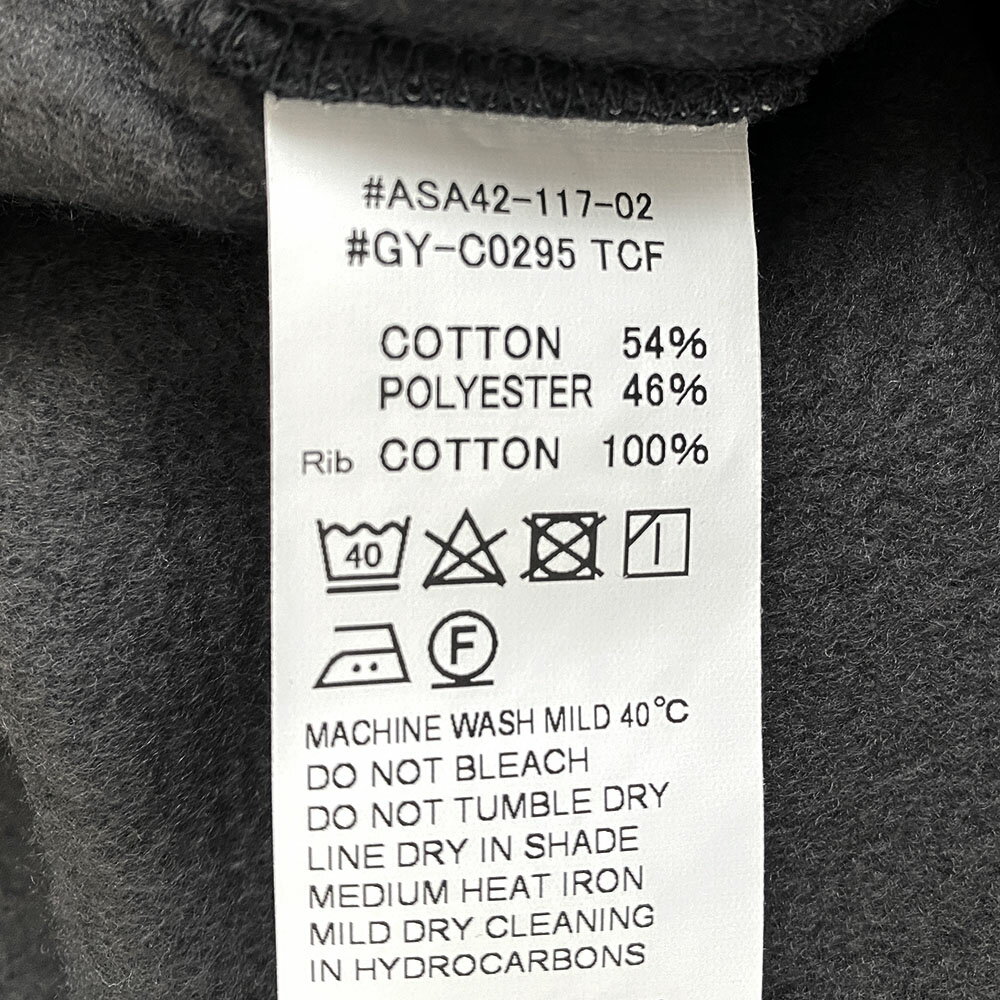 #ASA42-117-02
#GY-C0295 TCF
COTTON 54%
POLYESTER 46%
Rib COTTON 100%
40
F
MACHINE WASH MILD 40℃
DO NOT BLEACH
DO NOT TUMBLE DRY
LINE DRY IN SHADE
MEDIUM HEAT IRON
MILD DRY CLEANING
IN HYDROCARBONS